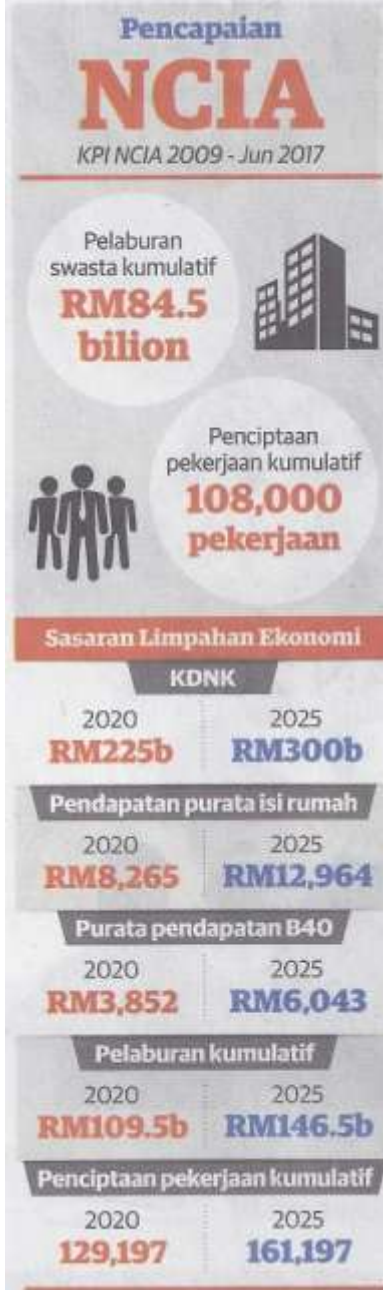 Pencapaian
NCIA
KPI NCIA 2009 - Jun 2017
Pelaburan
swasta kumulatif
RM84.5
bilion
Penciptaan
pekerjaan kumulatif
108,000
pekerjaan
Sasaran Limpahan Ekonomi
KDNK
2020 2025
RM225b RM300b
Pendapatan purata isi rumah
2020 2025
RM8,265 RM12,964
Purata pendapatan B40
2020 2025
RM3,852 RM6,043
Pelaburan kumulatif
2020 2025
RM109.5b RM146.5b
Penciptaan pekerjaan kumulatif
2020 2025
129,197 161,197